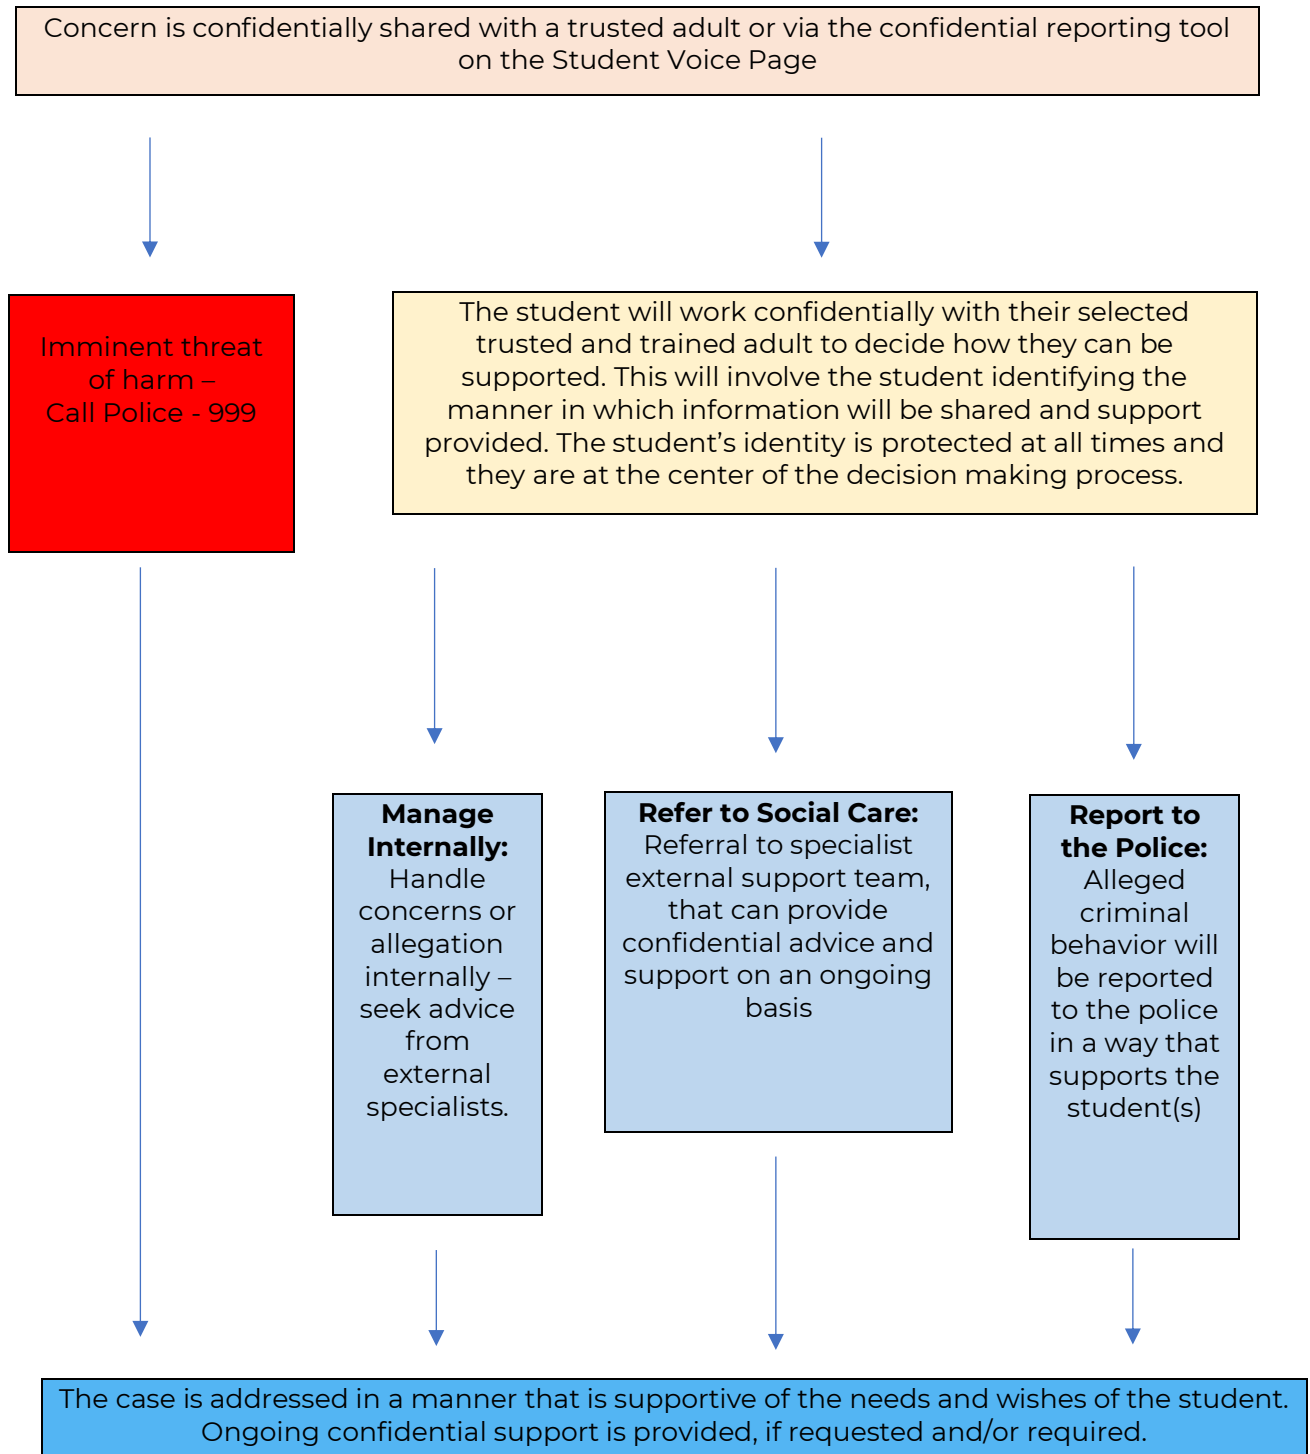 Concern is confidentially shared with a trusted adult or via the confidential reporting tool
on the Student Voice Page
Imminent threat
of harm –
Call Police - 999
The student will work confidentially with their selected
trusted and trained adult to decide how they can be
supported. This will involve the student identifying the
manner in which information will be shared and support
provided. The student’s identity is protected at all times and
they are at the center of the decision making process.
Manage
Internally:
Handle
concerns or
allegation
internally –
seek advice
from
external
specialists.
Refer to Social Care:
Referral to specialist
external support team,
that can provide
confidential advice and
support on an ongoing
basis
Report to
the Police:
Alleged
criminal
behavior will
be reported
to the police
in a way that
supports the
student(s)
The case is addressed in a manner that is supportive of the needs and wishes of the student.
Ongoing confidential support is provided, if requested and/or required.